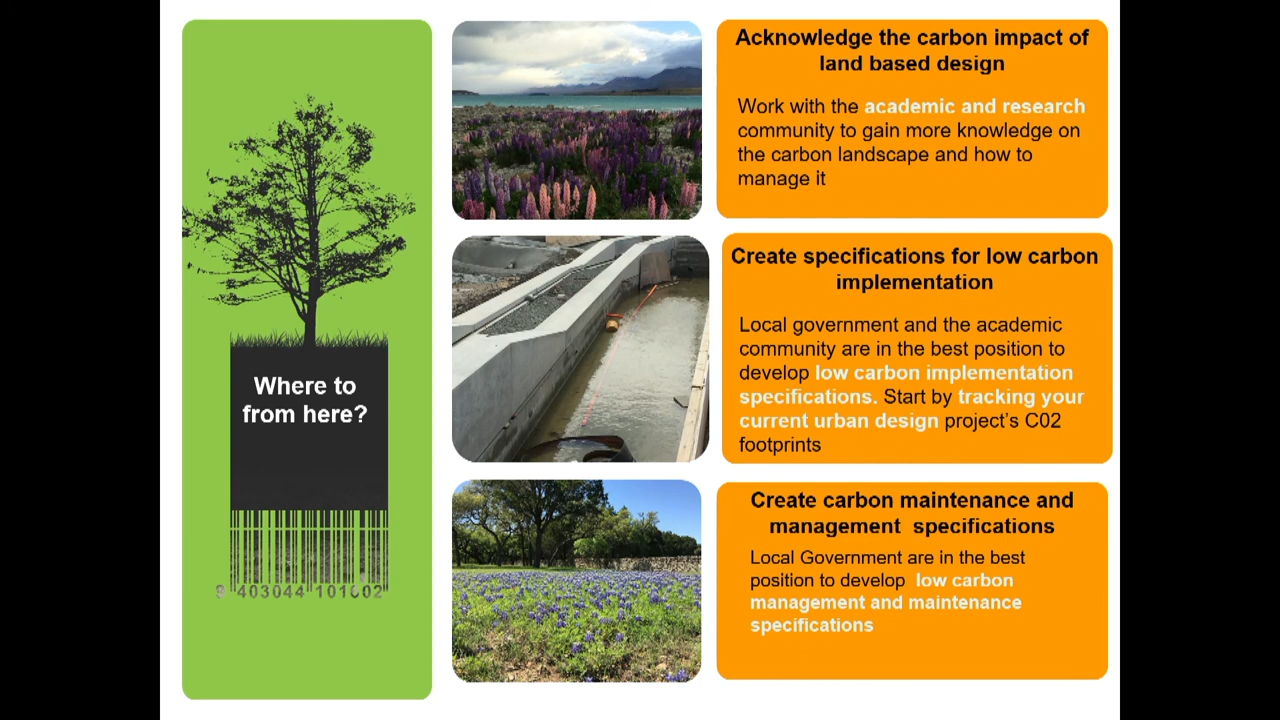 Where to
from here?
9 403044 101002
Acknowledge the carbon impact of
land based design
Work with the academic and research
community to gain more knowledge on
the carbon landscape and how to
manage it
Create specifications for low carbon
implementation
Local government and the academic
community are in the best position to
develop low carbon implementation
specifications. Start by tracking your
current urban design project's C02
footprints
Create carbon maintenance and
management specifications
Local Government are in the best
position to develop low carbon
management and maintenance
specifications